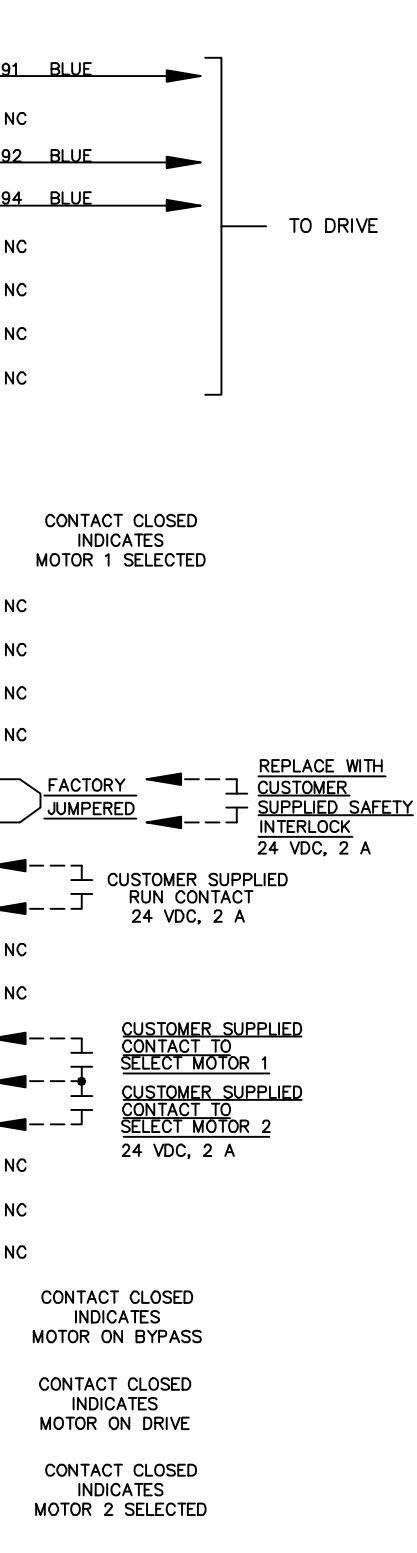 91 BLUE
NC
92 BLUE
94 BLUE
TO DRIVE
NC
NC
NC
NC
CONTACT CLOSED
INDICATES
MOTOR 1 SELECTED
NC
NC
NC
NC
FACTORY
JUMPERED
REPLACE WITH
CUSTOMER
SUPPLIED SAFETY
INTERLOCK
24 VDC, 2 A
CUSTOMER SUPPLIED
RUN CONTACT
24 VDC, 2 A
NC
NC
CUSTOMER SUPPLIED
CONTACT TO
SELECT MOTOR 1
CUSTOMER SUPPLIED
CONTACT TO
SELECT MOTOR 2
24 VDC, 2 A
NC
NC
NC
CONTACT CLOSED
INDICATES
MOTOR ON BYPASS
CONTACT CLOSED
INDICATES
MOTOR ON DRIVE
CONTACT CLOSED
INDICATES
MOTOR 2 SELECTED